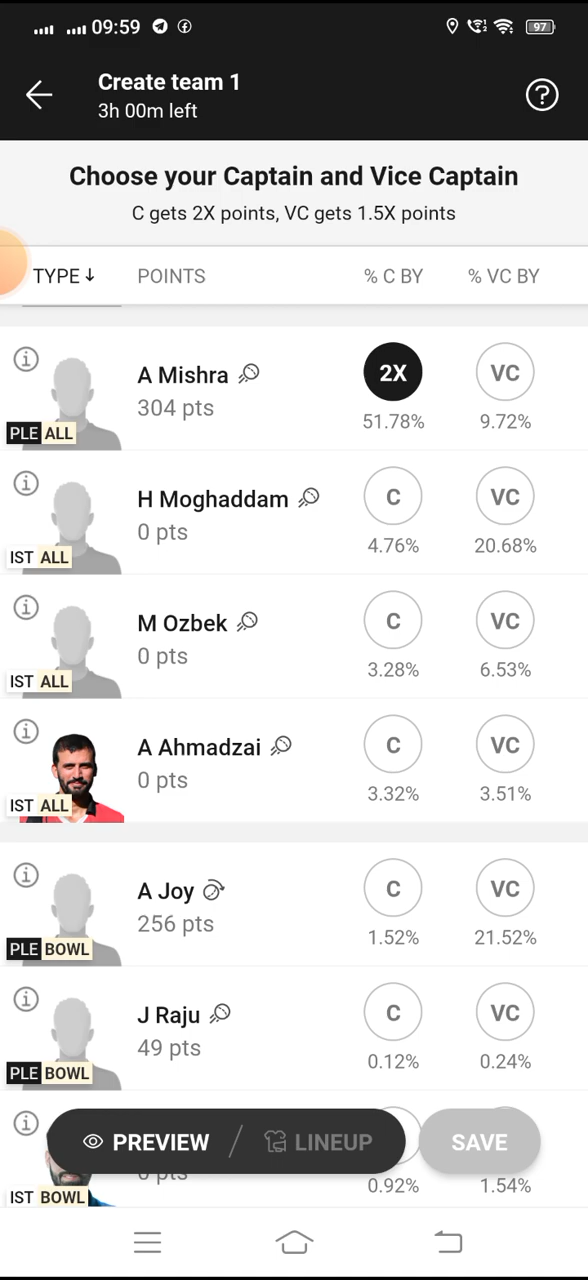 09:59 97
Create team 1
3h 00m left
Choose your Captain and Vice Captain
C gets 2X points, VC gets 1.5X points
TYPE↓ POINTS % C BY % VC BY
A Mishra 2X VC
304 pts 51.78% 9.72%
PLE ALL
H Moghaddam C VC
0 pts 4.76% 20.68%
IST ALL
M Ozbek C VC
0 pts 3.28% 6.53%
IST ALL
A Ahmadzai C VC
0 pts 3.32% 3.51%
IST ALL
A Joy C VC
256 pts 1.52% 21.52%
PLE BOWL
J Raju C VC
49 pts 0.12% 0.24%
PLE BOWL
PREVIEW / LINEUP SAVE
0 pts 0.92% 1.54%
IST BOWL